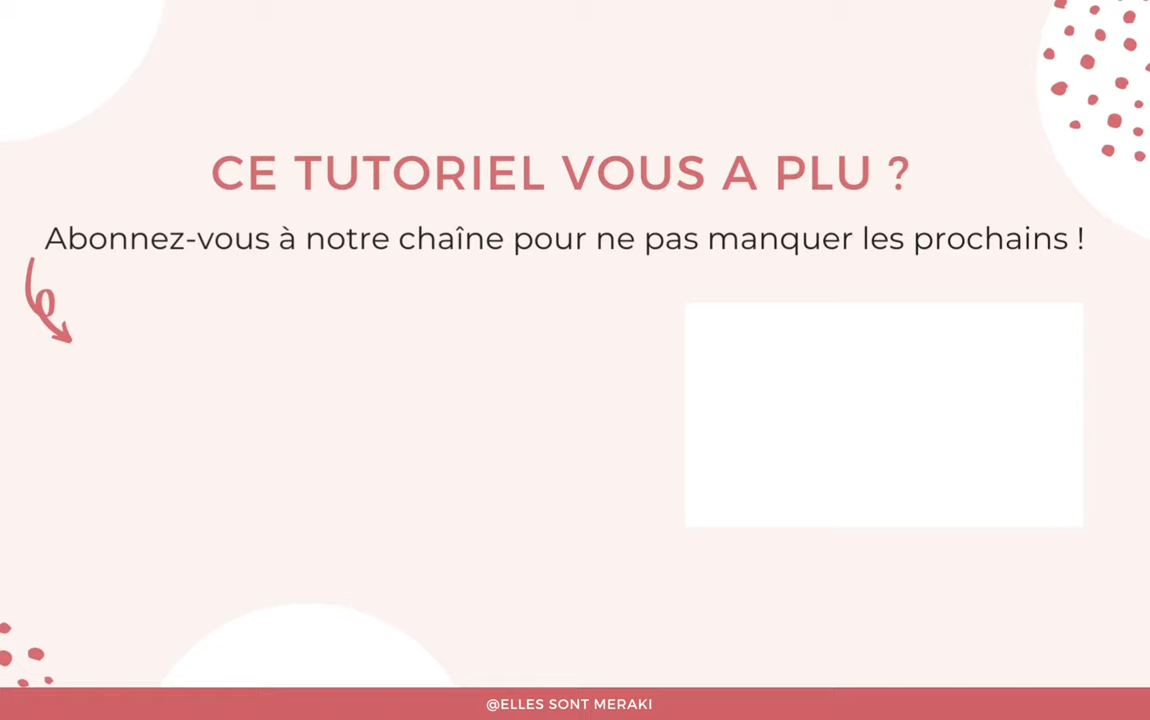 CE TUTORIEL VOUS A PLU ?
Abonnez-vous à notre chaîne pour ne pas manquer les prochains !
@ELLES SONT MERAKI